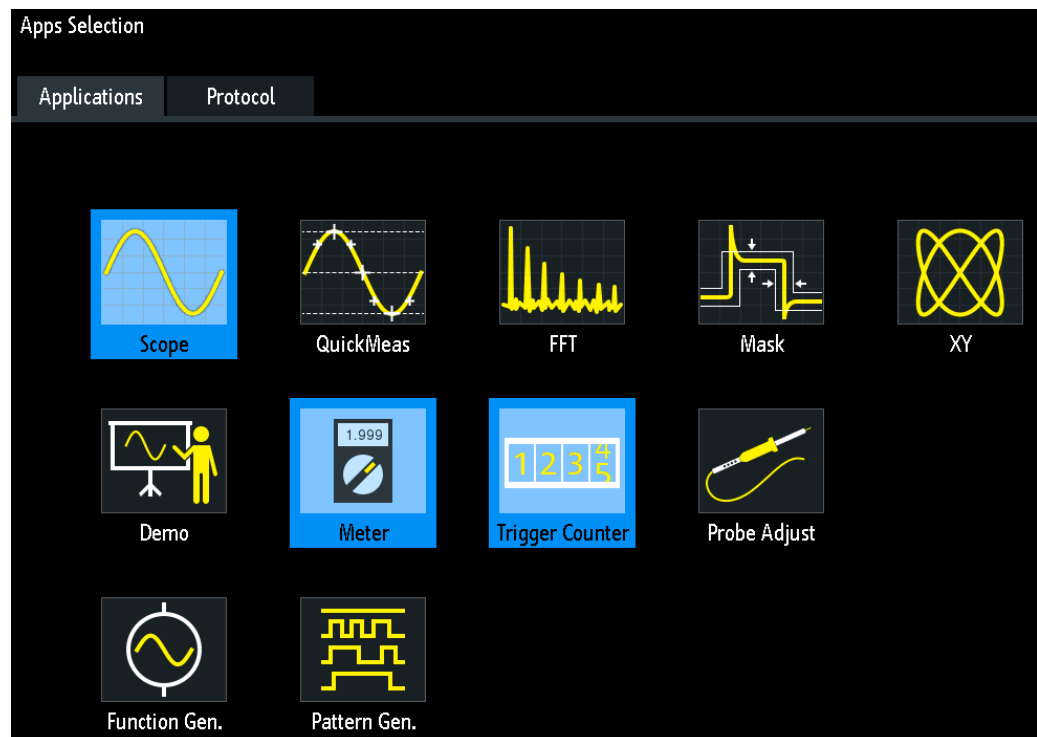 Apps Selection
Applications Protocol
Scope QuickMeas FFT Mask XY
1.999
1 2 3 4 5
Demo Meter Trigger Counter Probe Adjust
Function Gen. Pattern Gen.